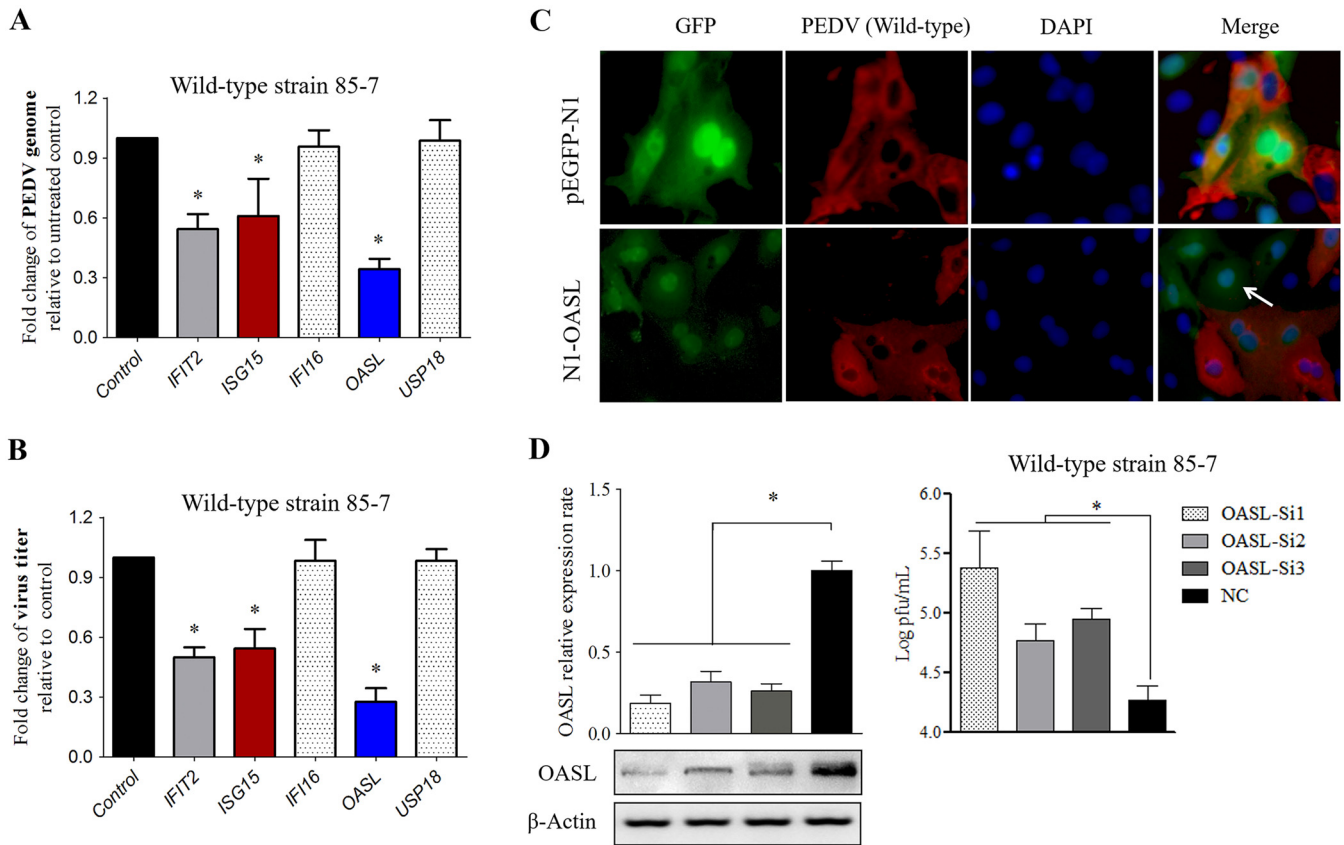 A
Wild-type strain 85-7
Fold change of PEDV genome
relative to untreated control
1.2
0.9
0.6
0.3
0.0
*
*
*
Control
IFIT2
ISG15
IFI16
OASL
USP18
B
Wild-type strain 85-7
Fold change of virus titer
relative to control
1.2
0.9
0.6
0.3
0.0
*
*
*
Control
IFIT2
ISG15
IFI16
OASL
USP18
C
GFP
PEDV (Wild-type)
DAPI
Merge
pEGFP-N1
N1-OASL
D
OASL relative expression rate
1.5
1.0
0.5
0.0
*
OASL
β-Actin
Wild-type strain 85-7
Log pfu/mL
6.0
5.5
5.0
4.5
4.0
*
OASL-Si1
OASL-Si2
OASL-Si3
NC